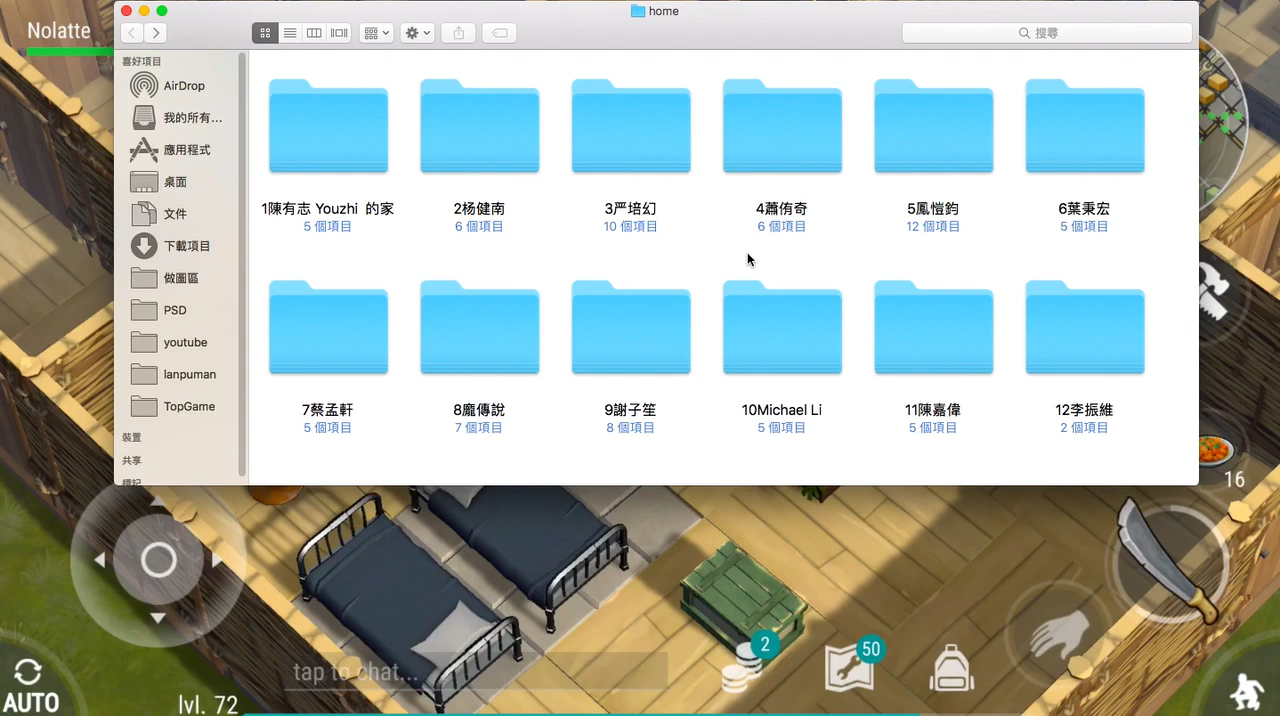 Nolatte
home
搜尋
喜好項目
AirDrop
我的所有...
應用程式
桌面
文件
下載項目
做圖區
PSD
youtube
lanpuman
TopGame
裝置
共享
標記
1陳有志 Youzhi 的家
5 個項目
2杨健南
6 個項目
3严培幻
10 個項目
4蕭侑奇
6 個項目
5鳳愷鈞
12 個項目
6葉秉宏
5 個項目
7蔡孟軒
5 個項目
8龐傳說
7 個項目
9謝子笙
8 個項目
10Michael Li
5 個項目
11陳嘉偉
5 個項目
12李振維
2 個項目
16
tap to chat...
2
50
AUTO
lvl. 72